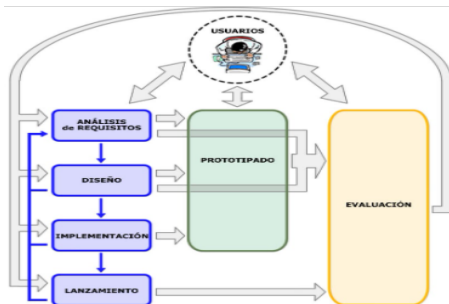 USUARIOS
ANÁLISIS
de REQUISITOS
PROTOTIPADO
DISEÑO
EVALUACIÓN
IMPLEMENTACIÓN
LANZAMIENTO